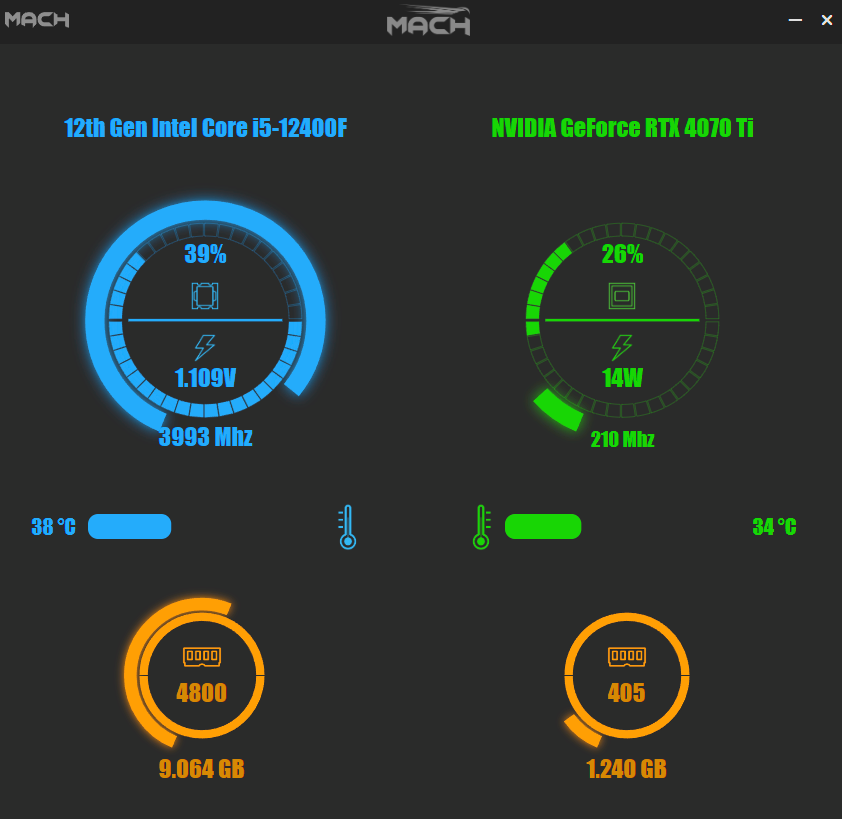 MACH
MACH
12th Gen Intel Core i5-12400F
NVIDIA GeForce RTX 4070 Ti
39%
1.109V
3993 Mhz
26%
14W
210 Mhz
38 °C
34 °C
4800
9.064 GB
405
1.240 GB